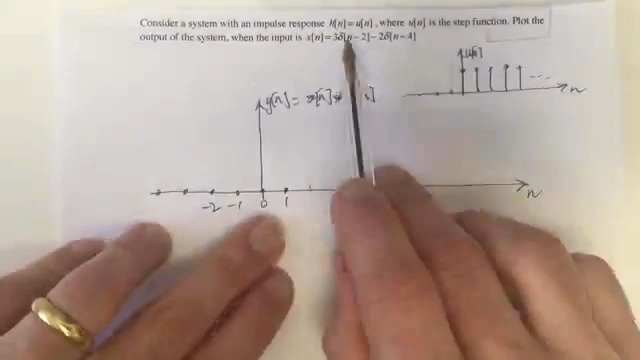 Consider a system with an impulse response h[n]=u[n], where u[n] is the step function. Plot the
output of the system, when the input is x[n]=3δ[n−2]−2δ[n−4]
u[n]
...
n
y[n] = x[n] *
n
-2 -1 0 1